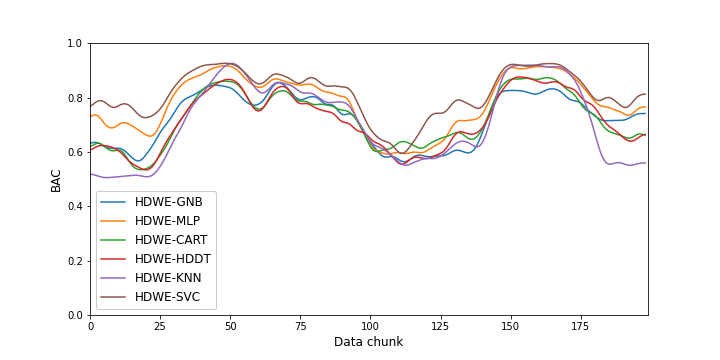 1.0
0.8
0.6
0.4
0.2
0.0
BAC
HDWE-GNB
HDWE-MLP
HDWE-CART
HDWE-HDDT
HDWE-KNN
HDWE-SVC
0 25 50 75 100 125 150 175
Data chunk